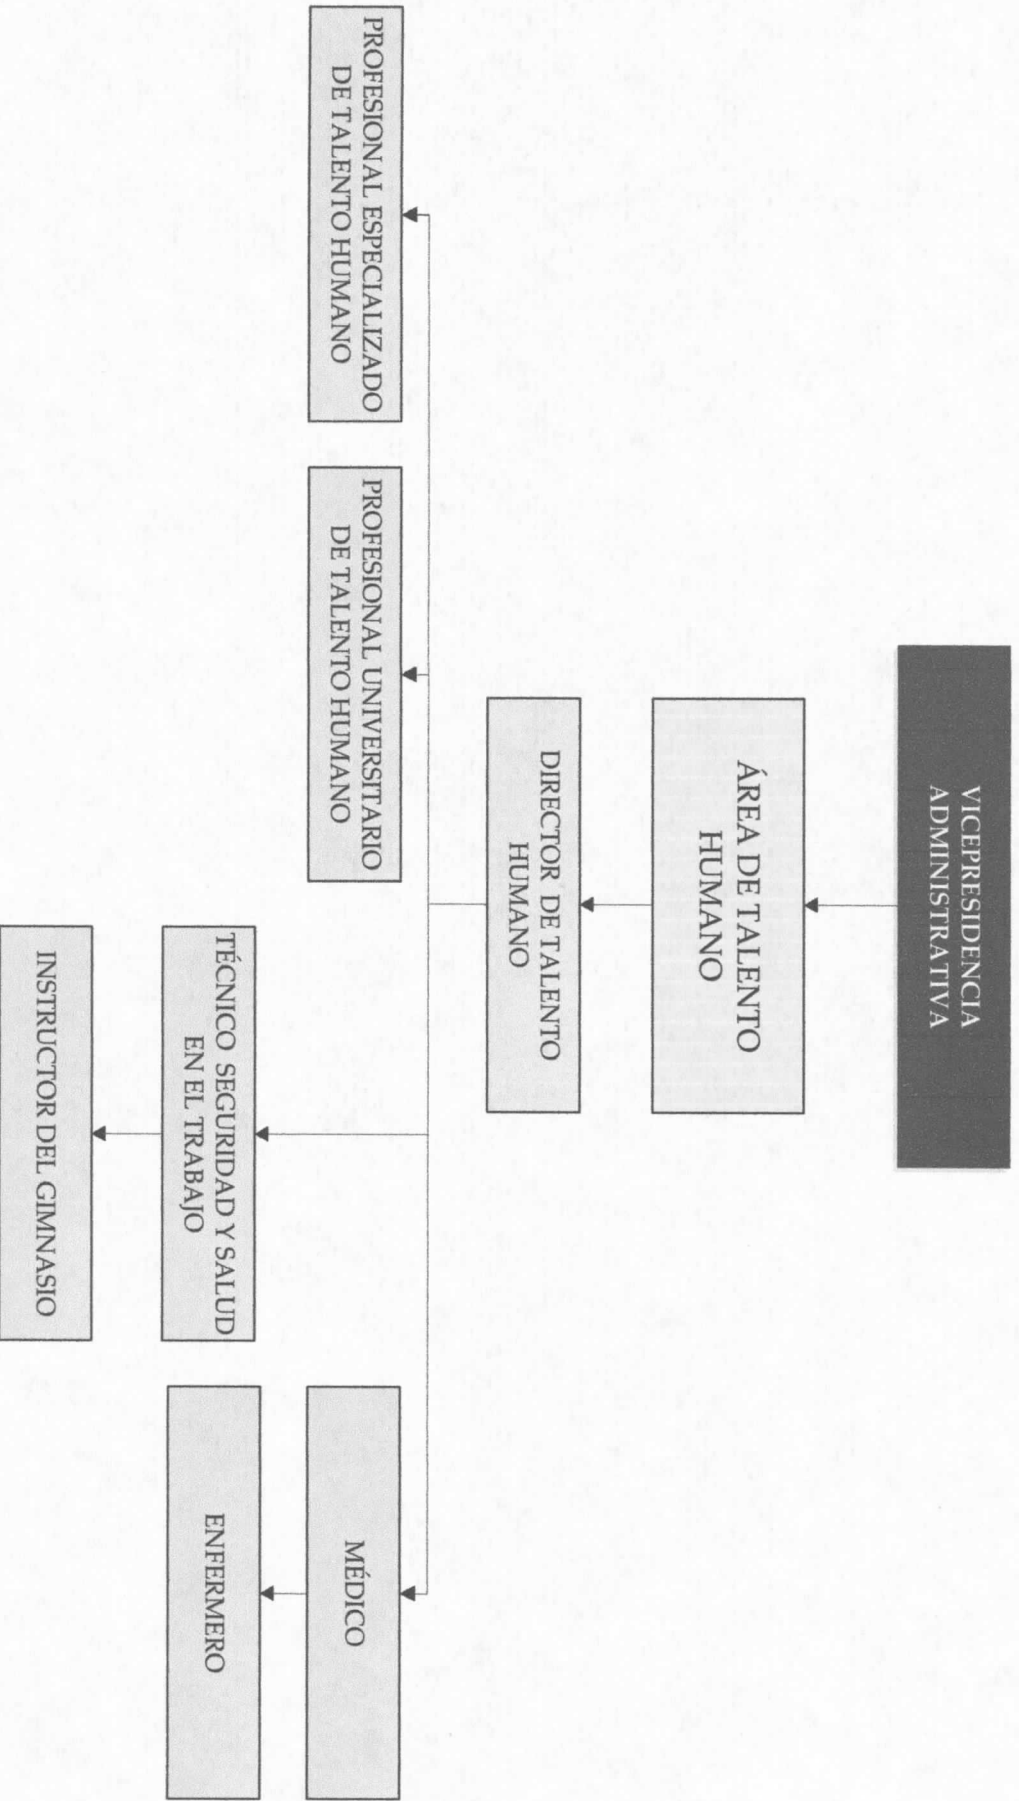 VICEPRESIDENCIA
ADMINISTRATIVA
ÁREA DE TALENTO
HUMANO
DIRECTOR DE TALENTO
HUMANO
PROFESIONAL ESPECIALIZADO
DE TALENTO HUMANO
PROFESIONAL UNIVERSITARIO
DE TALENTO HUMANO
TÉCNICO SEGURIDAD Y SALUD
EN EL TRABAJO
INSTRUCTOR DEL GIMNASIO
MÉDICO
ENFERMERO